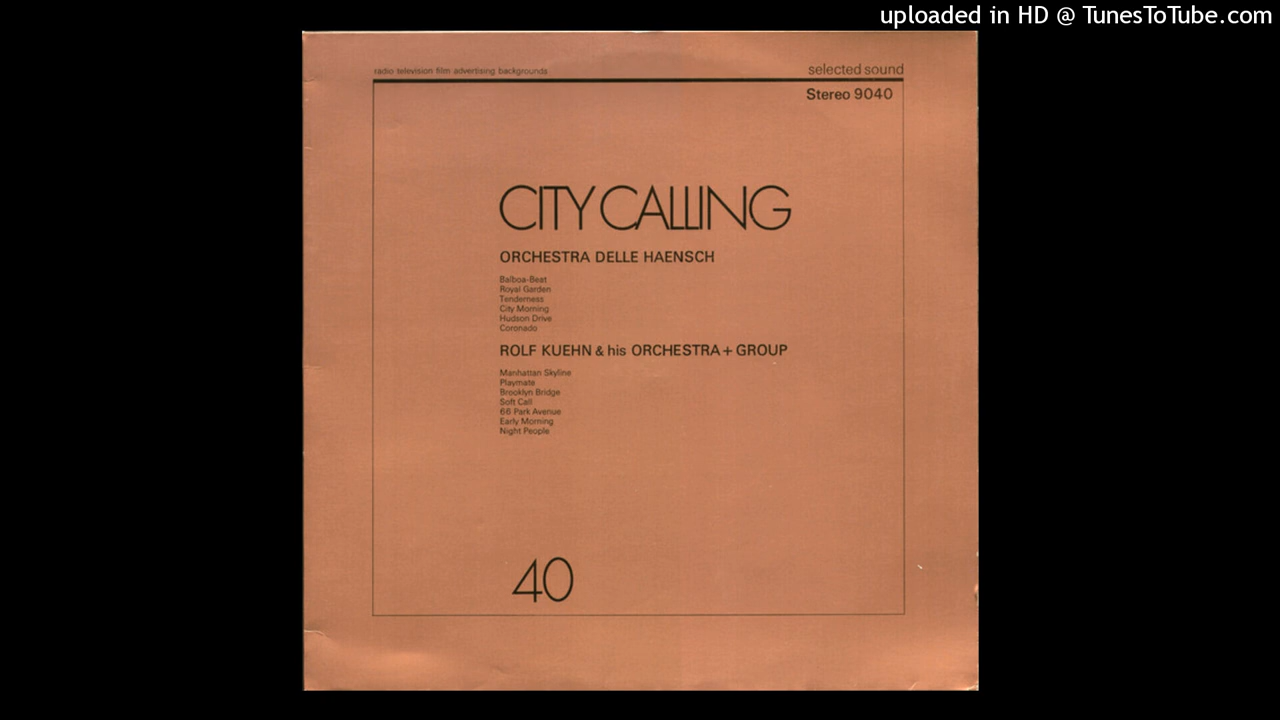 uploaded in HD @ TunesToTube.com
radio television film advertising backgrounds
selected sound
Stereo 9040
CITY CALLING
ORCHESTRA DELLE HAENSCH
Balboa-Beat
Royal Garden
Tenderness
City Morning
Hudson Drive
Coronado
ROLF KUEHN & his ORCHESTRA + GROUP
Manhattan Skyline
Playmate
Brooklyn Bridge
Soft Call
66 Park Avenue
Early Morning
Night People
40